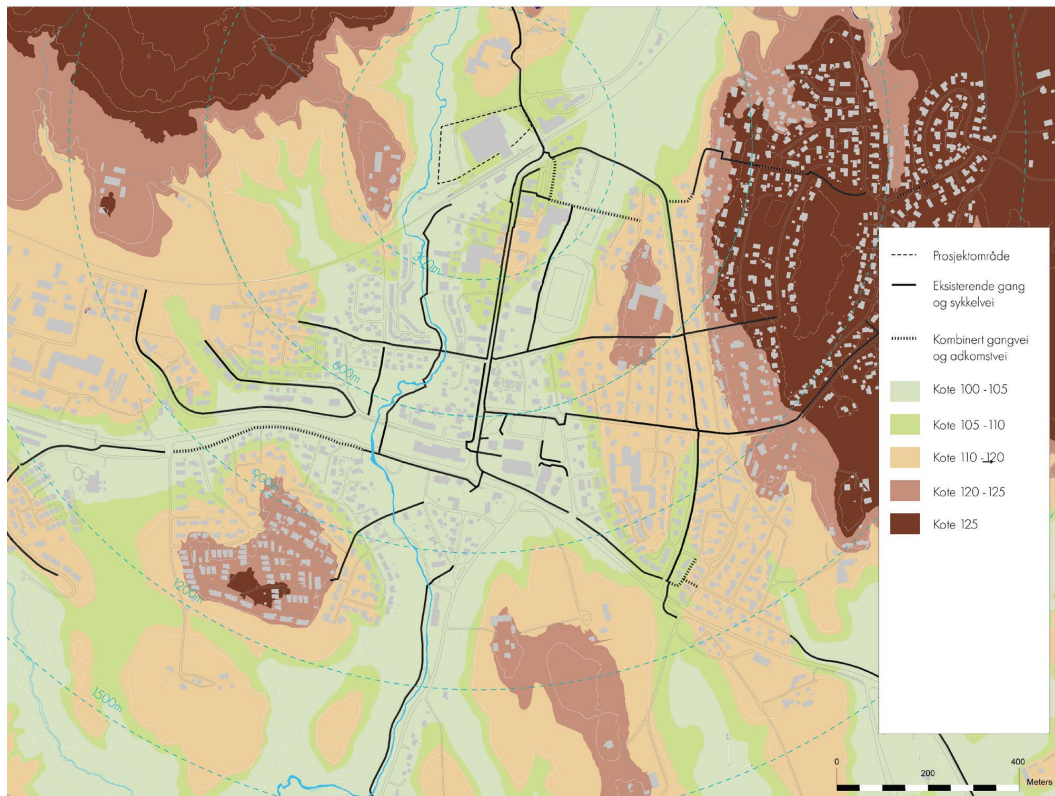 300m
600m
900m
1200m
1500m
Prosjektområde
Eksisterende gang
og sykkelvei
Kombinert gangvei
og adkomstvei
Kote 100 - 105
Kote 105 - 110
Kote 110 - 120
Kote 120 - 125
Kote 125
0 200 400
Meters